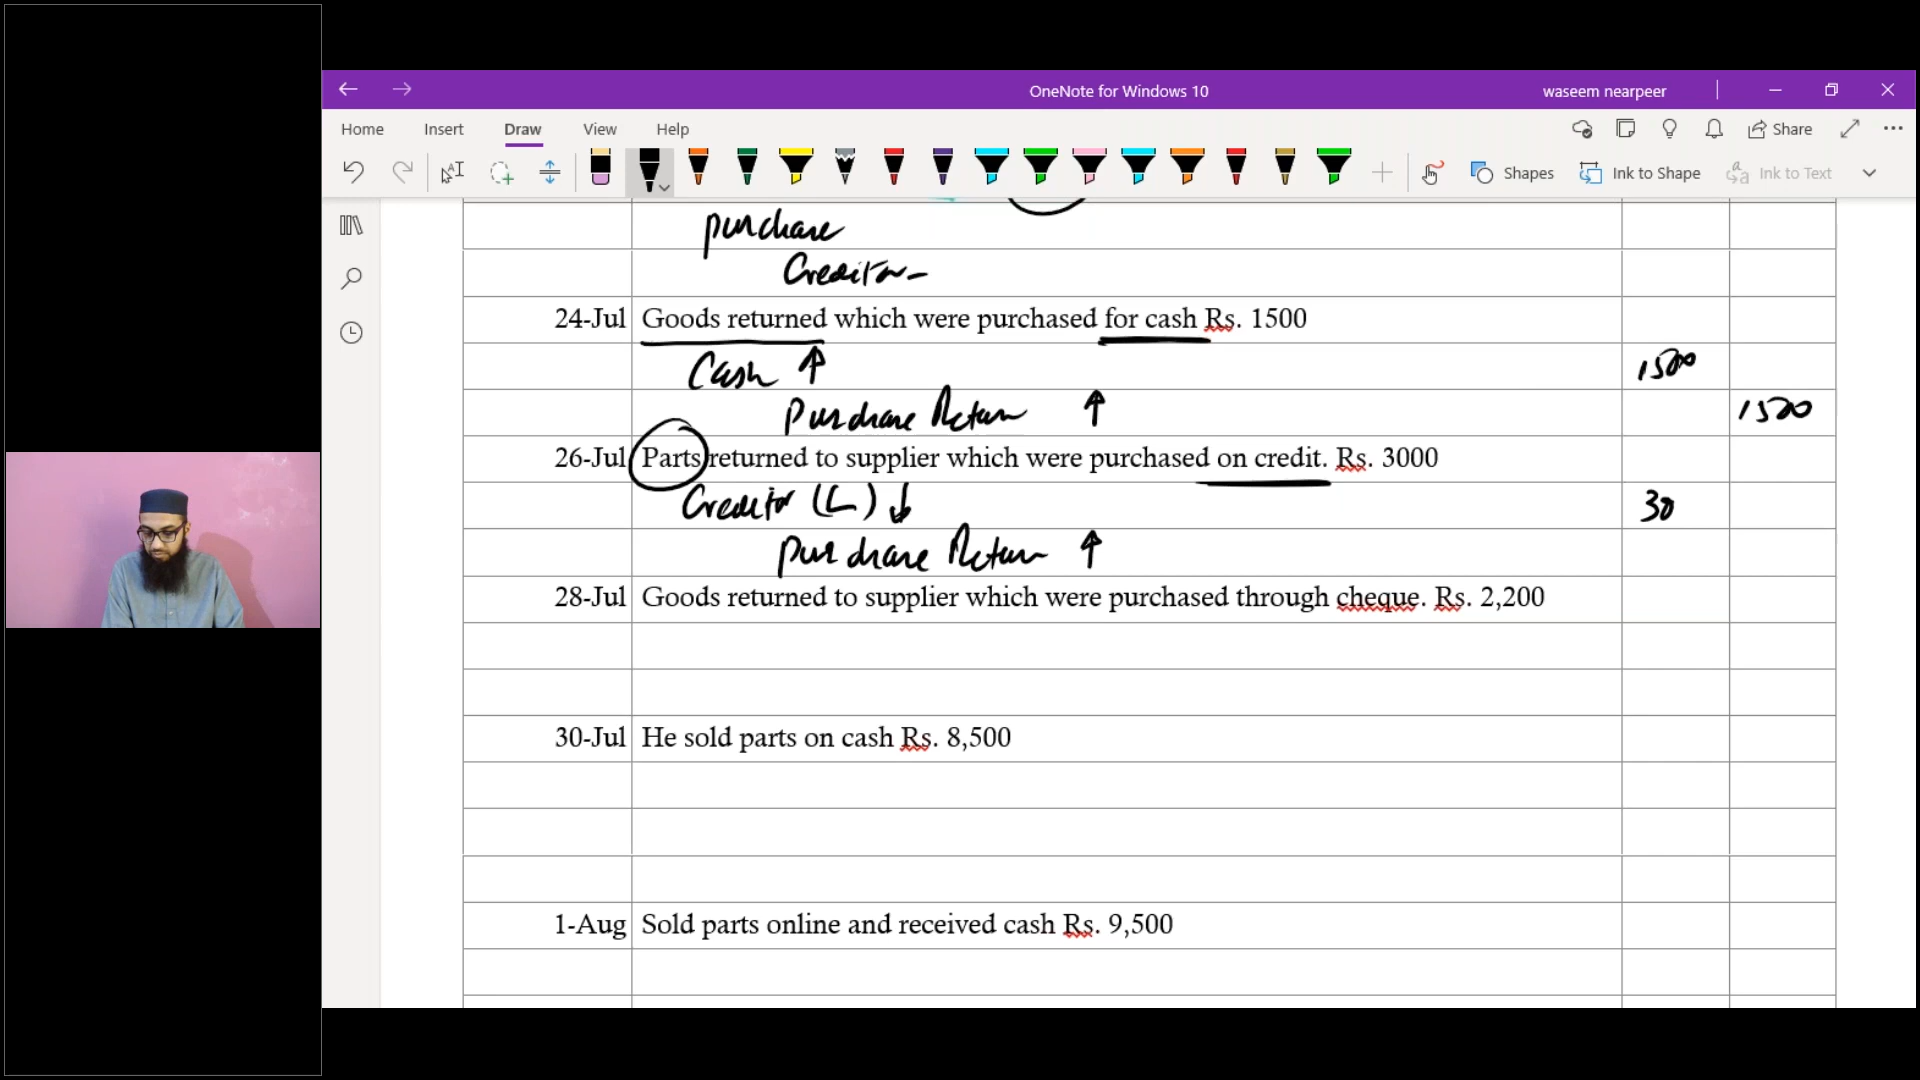 OneNote for Windows 10
waseem nearpeer
Home Insert Draw View Help
Share
Shapes
Ink to Shape
Ink to Text
purchase
Creditor
24-Jul Goods returned which were purchased for cash Rs. 1500
Cash ↑ 1500
Purchase Return ↑ 1500
26-Jul Parts returned to supplier which were purchased on credit. Rs. 3000
Creditor (L) ↓ 30
Purchase Return ↑
28-Jul Goods returned to supplier which were purchased through cheque. Rs. 2,200
30-Jul He sold parts on cash Rs. 8,500
1-Aug Sold parts online and received cash Rs. 9,500